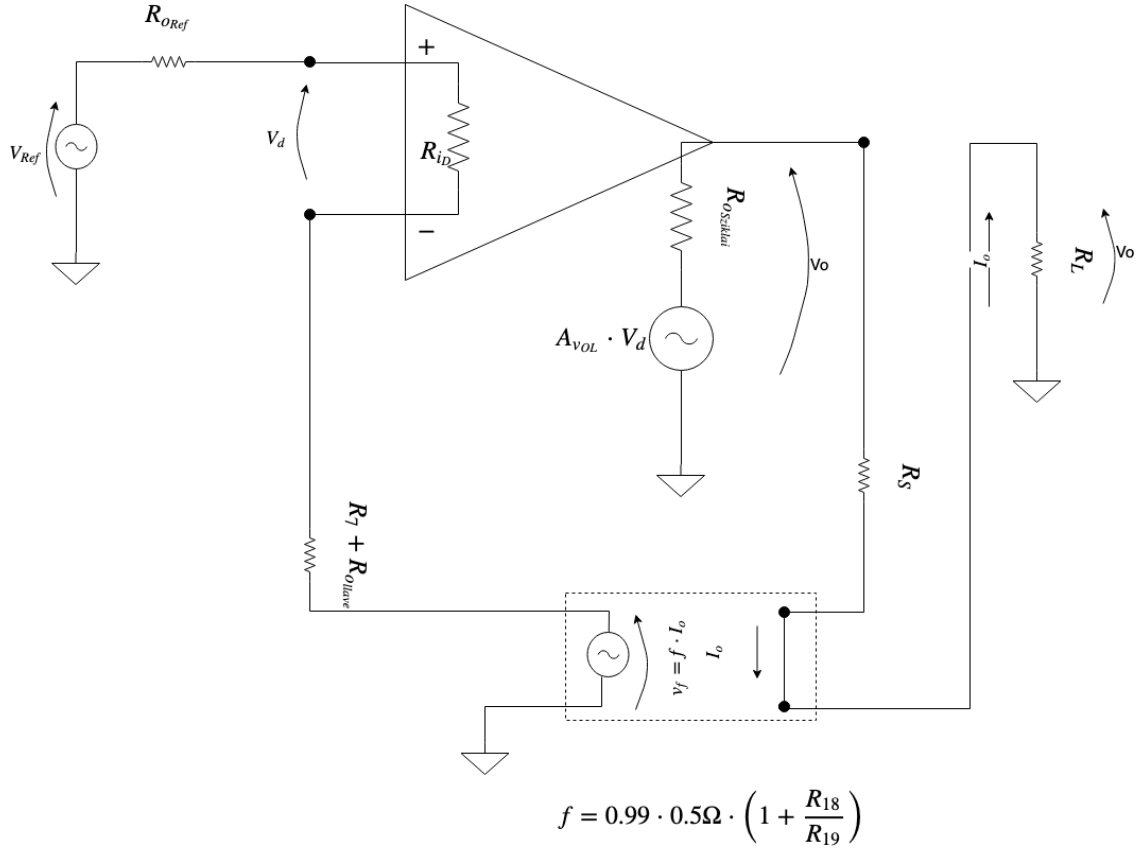 R_{o_{Ref}}
+
V_{Ref}
V_d
R_{i_D}
−
R_{o_{Sziklai}}
Vo
A_{v_{OL}} · V_d
I_o
R_L
Vo
R_S
R_7 + R_{o_{llave}}
v_f = f · I_o
I_o
f = 0.99 · 0.5Ω · (1 + \frac{R_{18}}{R_{19}})